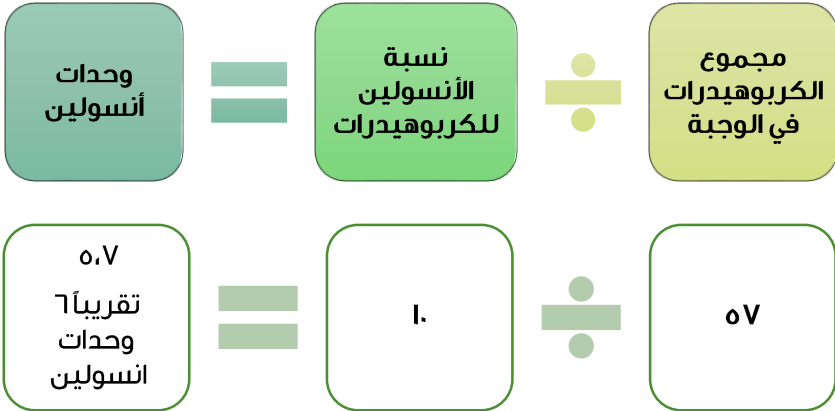 مجموع
الكربوهيدرات
في الوجبة
÷
نسبة
الأنسولين
للكربوهيدرات
=
وحدات
أنسولين
٥٧
÷
١٠
=
٥،٧
تقريباً ٦
وحدات
انسولين